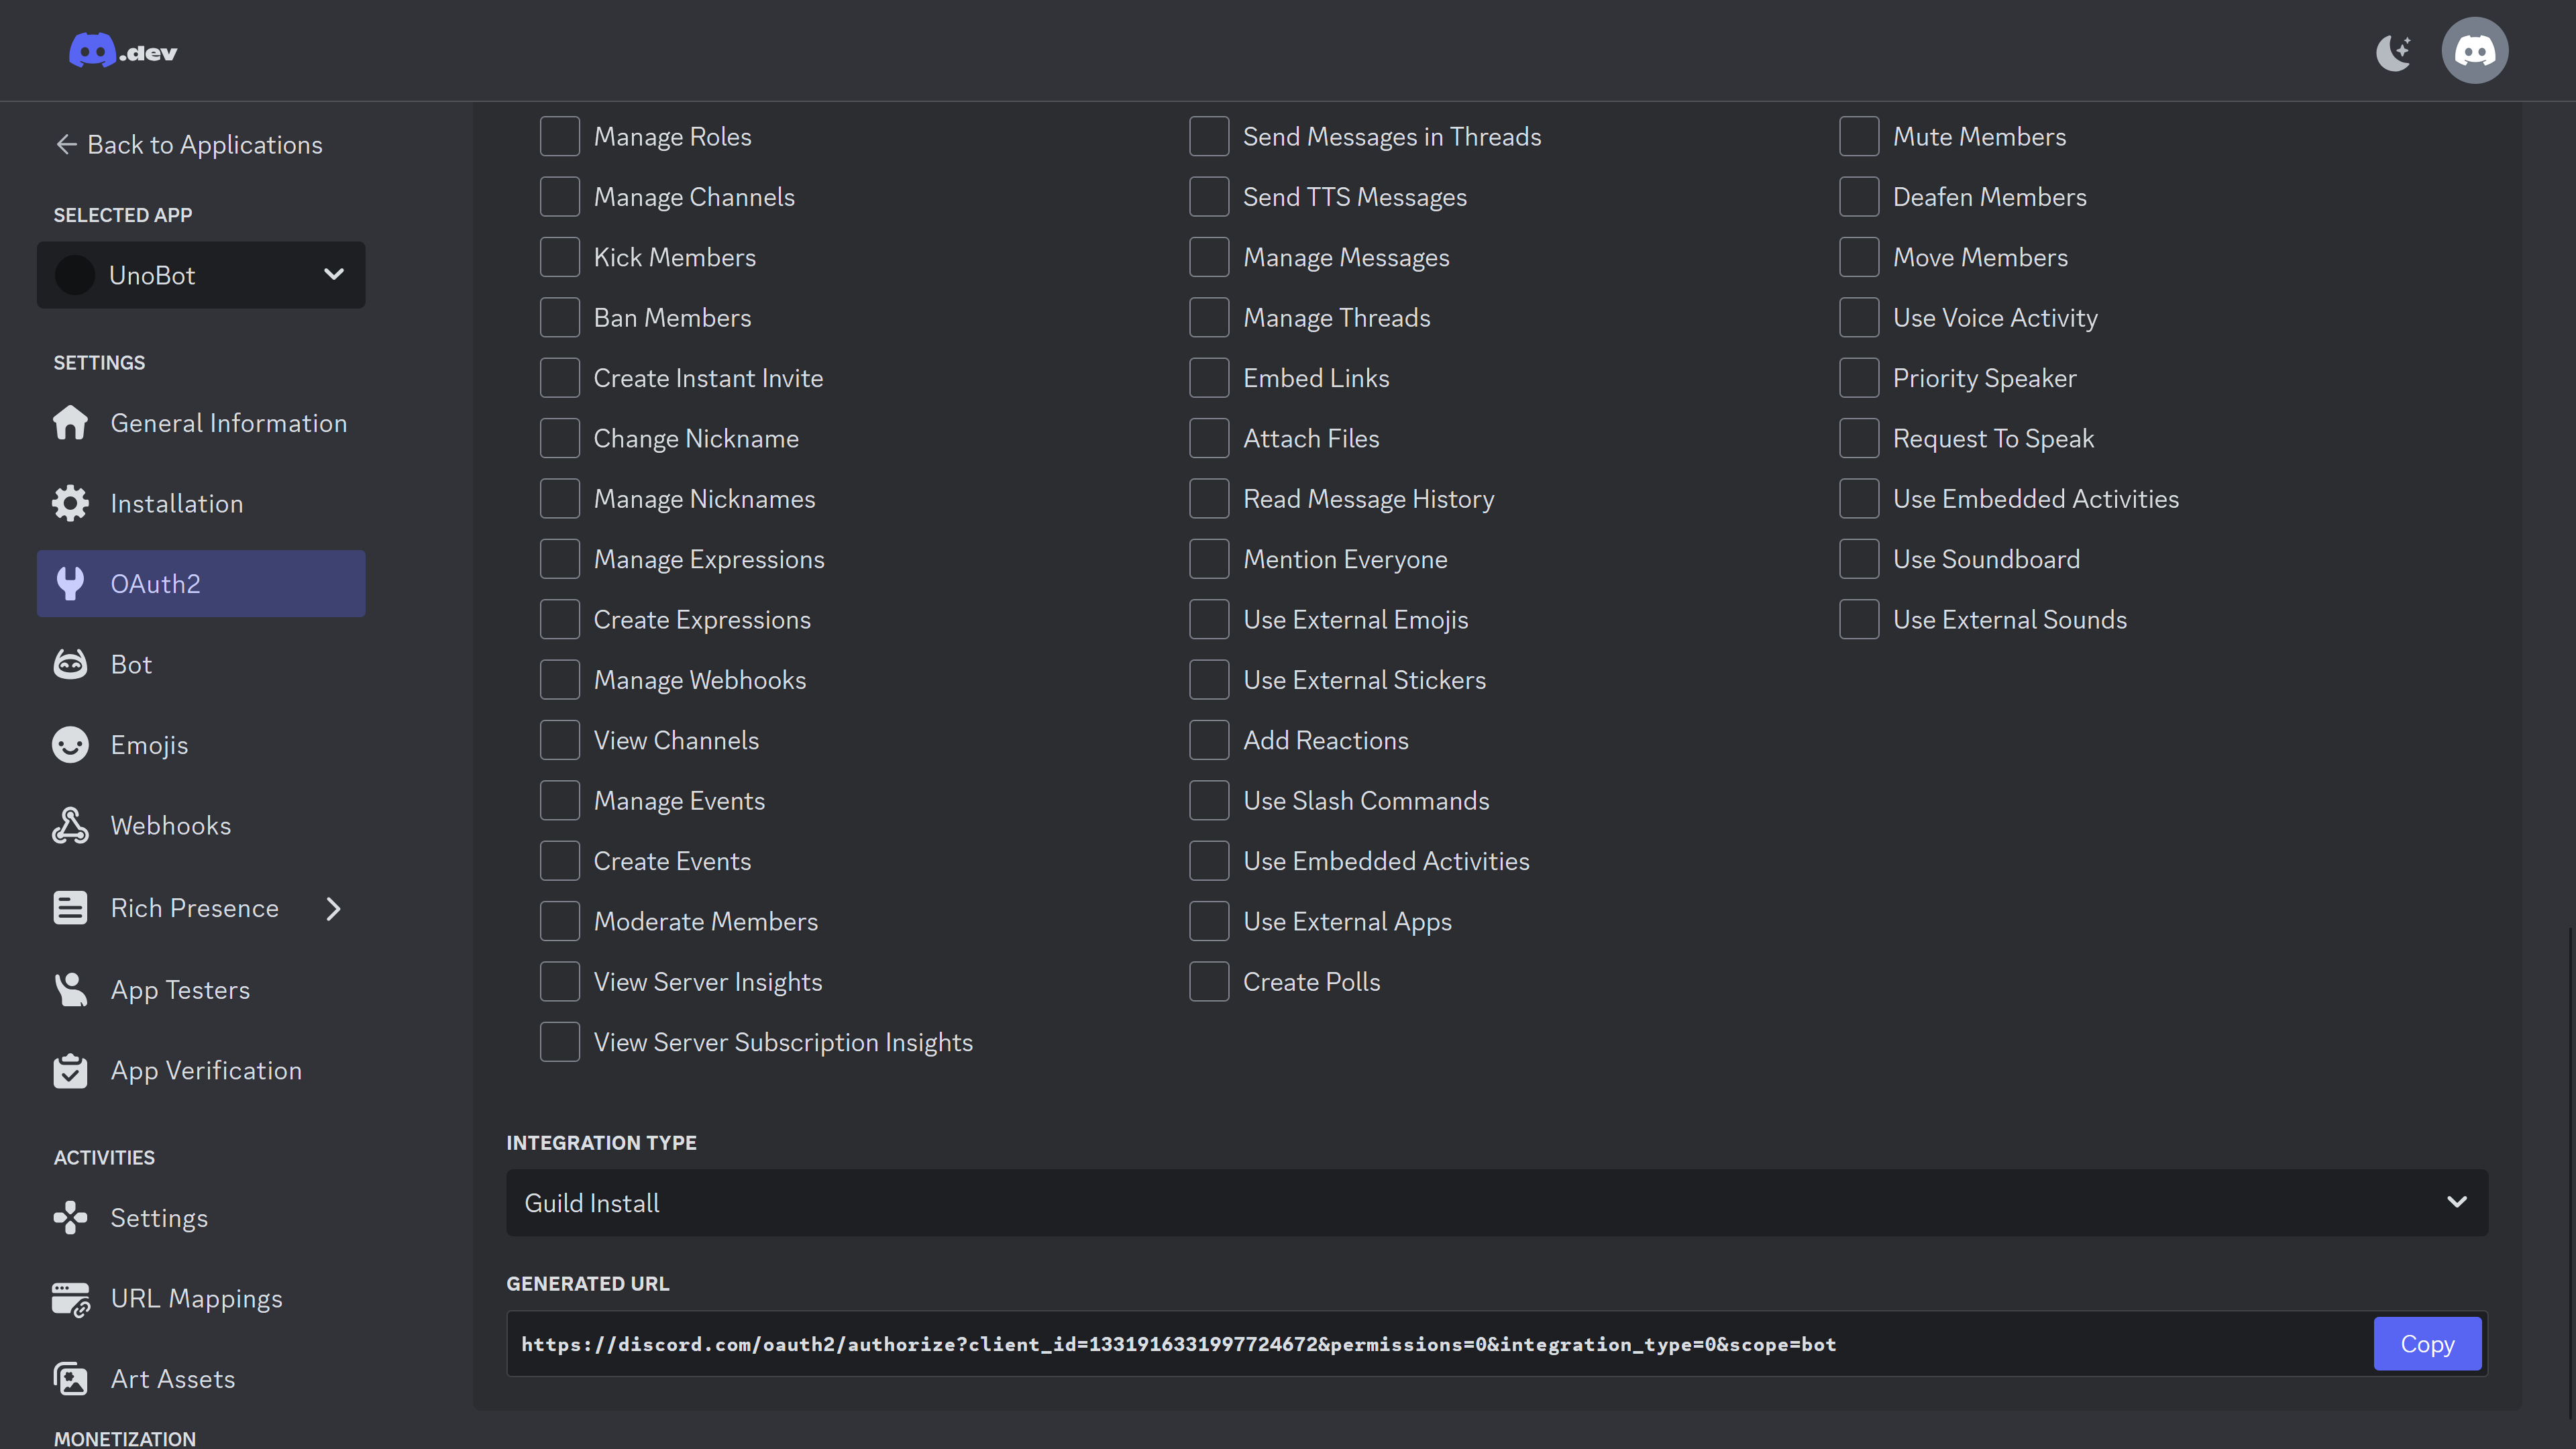 .dev
Back to Applications
SELECTED APP
UnoBot
SETTINGS
General Information
Installation
OAuth2
Bot
Emojis
Webhooks
Rich Presence
App Testers
App Verification
ACTIVITIES
Settings
URL Mappings
Art Assets
MONETIZATION
Manage Roles
Manage Channels
Kick Members
Ban Members
Create Instant Invite
Change Nickname
Manage Nicknames
Manage Expressions
Create Expressions
Manage Webhooks
View Channels
Manage Events
Create Events
Moderate Members
View Server Insights
View Server Subscription Insights
Send Messages in Threads
Send TTS Messages
Manage Messages
Manage Threads
Embed Links
Attach Files
Read Message History
Mention Everyone
Use External Emojis
Use External Stickers
Add Reactions
Use Slash Commands
Use Embedded Activities
Use External Apps
Create Polls
Mute Members
Deafen Members
Move Members
Use Voice Activity
Priority Speaker
Request To Speak
Use Embedded Activities
Use Soundboard
Use External Sounds
INTEGRATION TYPE
Guild Install
GENERATED URL
https://discord.com/oauth2/authorize?client_id=1331916331997724672&permissions=0&integration_type=0&scope=bot
Copy